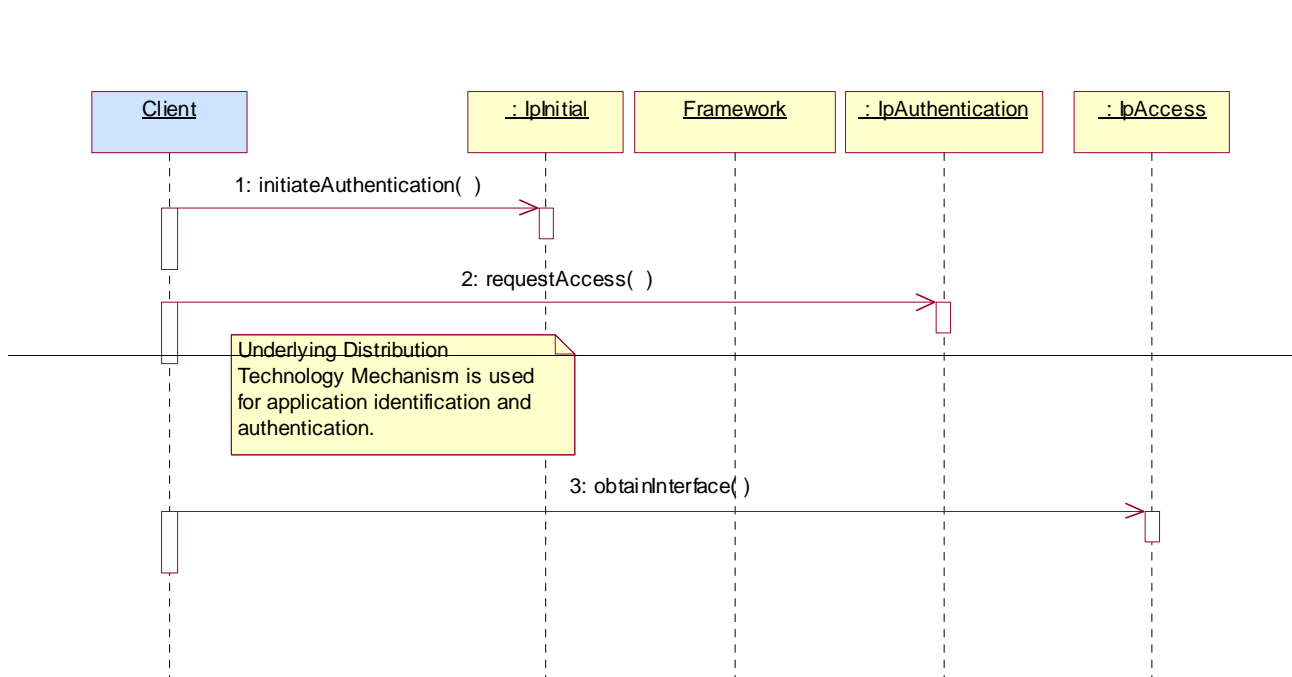 Client
: IpInitial
Framework
: IpAuthentication
: IpAccess
1: initiateAuthentication(  )
2: requestAccess(  )
Underlying Distribution
Technology Mechanism is used
for application identification and
authentication.
3: obtainInterface( )